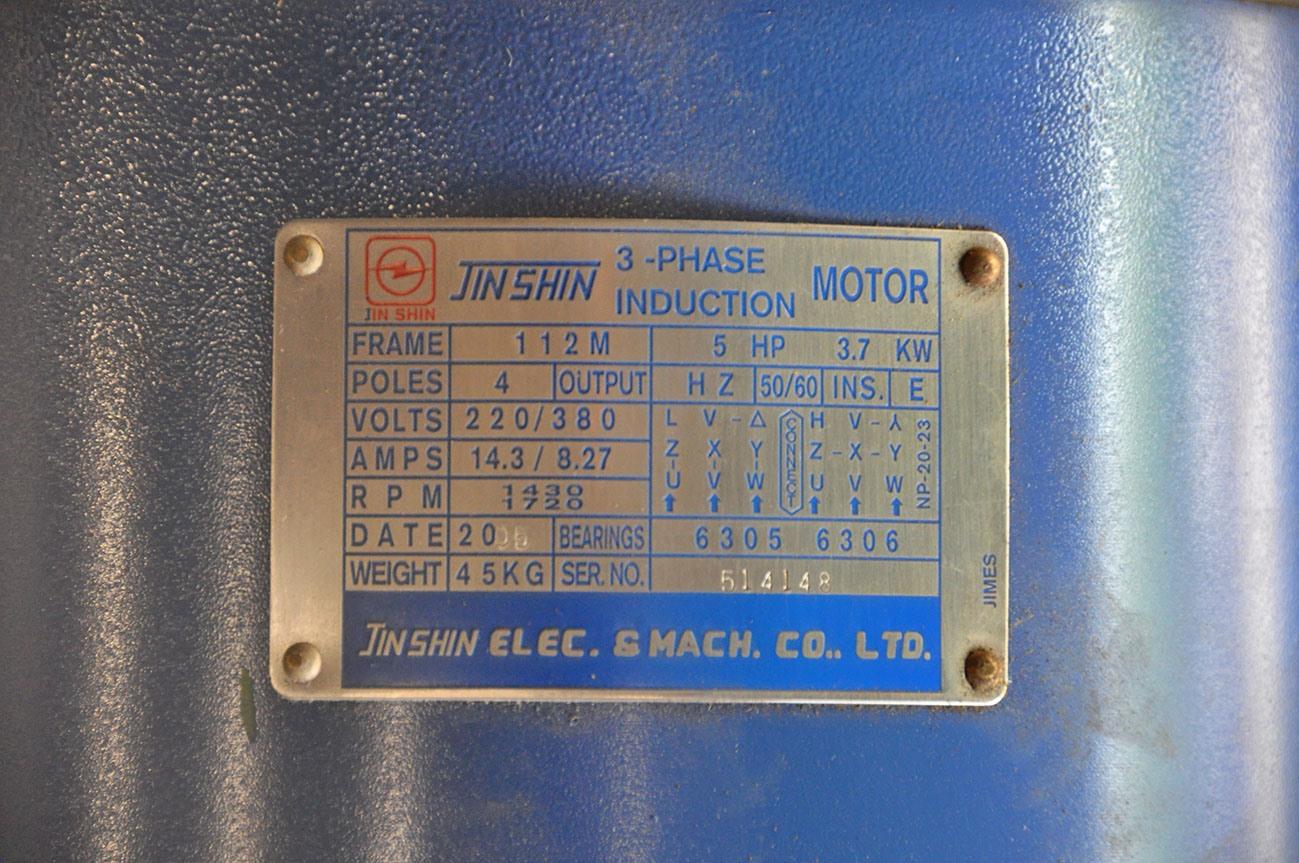 JIN SHIN
JINSHIN 3-PHASE INDUCTION MOTOR
FRAME 112M 5 HP 3.7 KW
POLES 4 OUTPUT HZ 50/60 INS. E
VOLTS 220/380
AMPS 14.3 / 8.27
RPM 1430
1720
L V-Δ CONNECT H V-⅄
Z X Y Z-X-Y
U V W U V W
↑ ↑ ↑ ↑ ↑ ↑
NP-20-23
DATE 2005 BEARINGS 6305 6306
WEIGHT 45KG SER. NO. 514148
JIMES
JINSHIN ELEC. & MACH. CO., LTD.